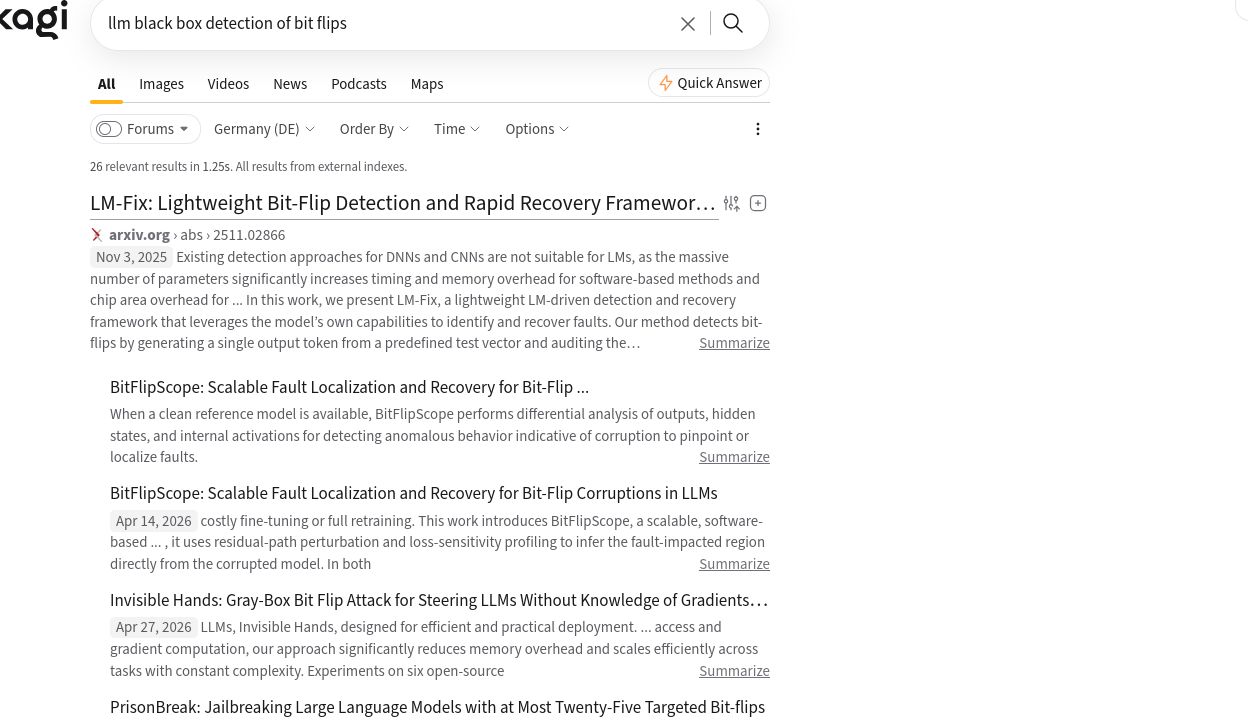 kagi
llm black box detection of bit flips
All Images Videos News Podcasts Maps Quick Answer
Forums Germany (DE) Order By Time Options
26 relevant results in 1.25s. All results from external indexes.
LM-Fix: Lightweight Bit-Flip Detection and Rapid Recovery Framewor…
arxiv.org › abs › 2511.02866
Nov 3, 2025 Existing detection approaches for DNNs and CNNs are not suitable for LMs, as the massive
number of parameters significantly increases timing and memory overhead for software-based methods and
chip area overhead for ... In this work, we present LM-Fix, a lightweight LM-driven detection and recovery
framework that leverages the model's own capabilities to identify and recover faults. Our method detects bit-
flips by generating a single output token from a predefined test vector and auditing the… Summarize
BitFlipScope: Scalable Fault Localization and Recovery for Bit-Flip ...
When a clean reference model is available, BitFlipScope performs differential analysis of outputs, hidden
states, and internal activations for detecting anomalous behavior indicative of corruption to pinpoint or
localize faults. Summarize
BitFlipScope: Scalable Fault Localization and Recovery for Bit-Flip Corruptions in LLMs
Apr 14, 2026 costly fine-tuning or full retraining. This work introduces BitFlipScope, a scalable, software-
based ... , it uses residual-path perturbation and loss-sensitivity profiling to infer the fault-impacted region
directly from the corrupted model. In both Summarize
Invisible Hands: Gray-Box Bit Flip Attack for Steering LLMs Without Knowledge of Gradients…
Apr 27, 2026 LLMs, Invisible Hands, designed for efficient and practical deployment. ... access and
gradient computation, our approach significantly reduces memory overhead and scales efficiently across
tasks with constant complexity. Experiments on six open-source Summarize
PrisonBreak: Jailbreaking Large Language Models with at Most Twenty-Five Targeted Bit-flips